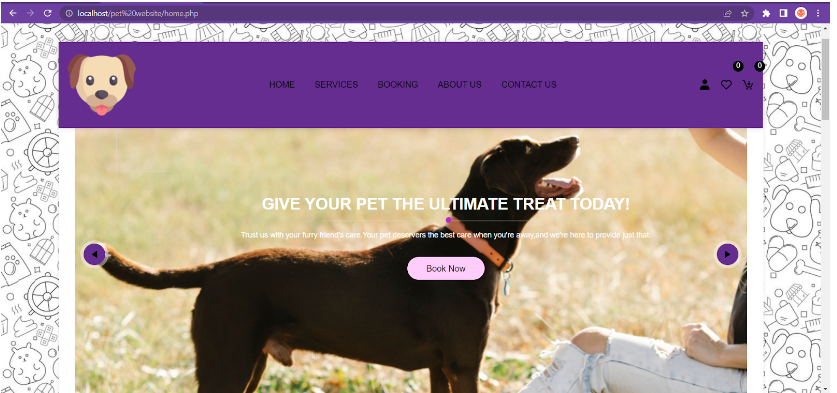 localhost/pet%20website/home.php
0 0
HOME SERVICES BOOKING ABOUT US CONTACT US
GIVE YOUR PET THE ULTIMATE TREAT TODAY!
Trust us with your furry friend's care.Your pet deservers the best care when you're away,and we're here to provide just that.
Book Now